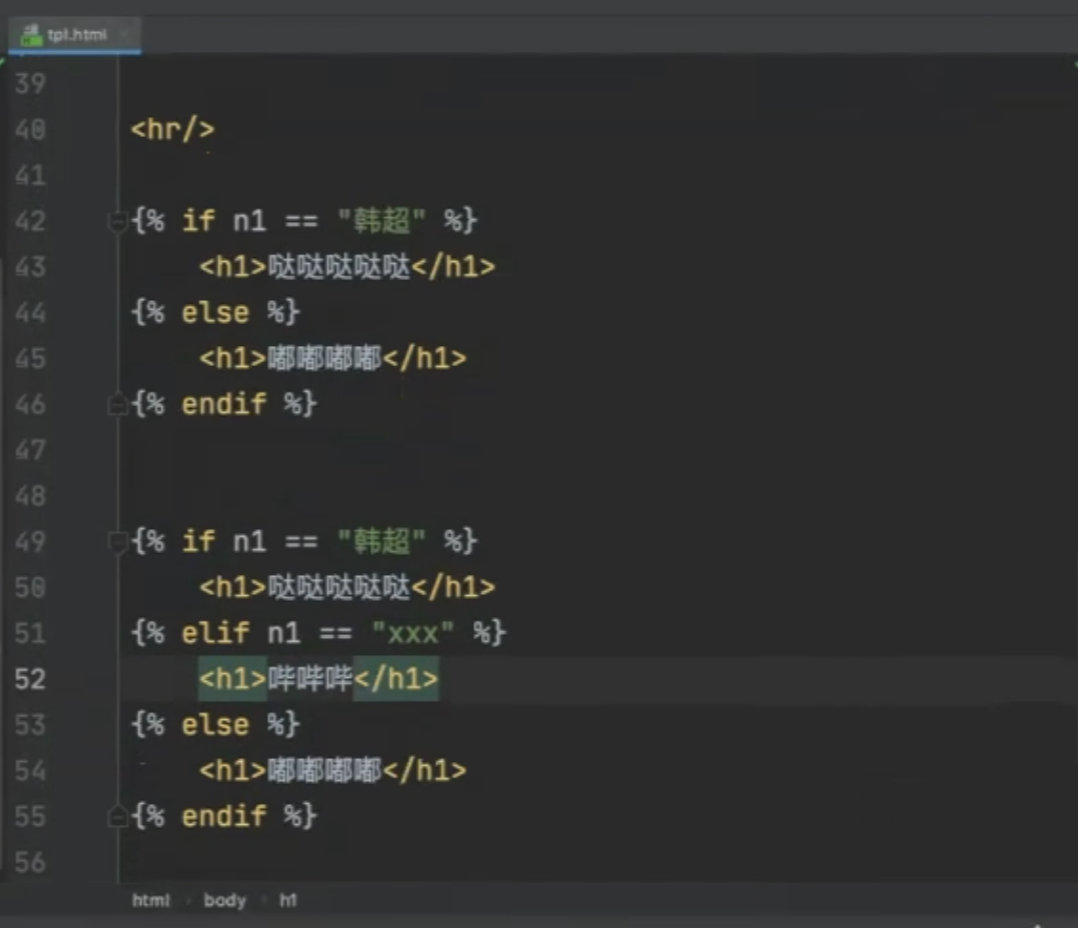 tpl.html
39
40 <hr/>
41
42 {% if n1 == "韩超" %}
43     <h1>哒哒哒哒哒</h1>
44 {% else %}
45     <h1>嘟嘟嘟嘟</h1>
46 {% endif %}
47
48
49 {% if n1 == "韩超" %}
50     <h1>哒哒哒哒哒</h1>
51 {% elif n1 == "xxx" %}
52     <h1>哔哔哔</h1>
53 {% else %}
54     <h1>嘟嘟嘟嘟</h1>
55 {% endif %}
56
html body h1